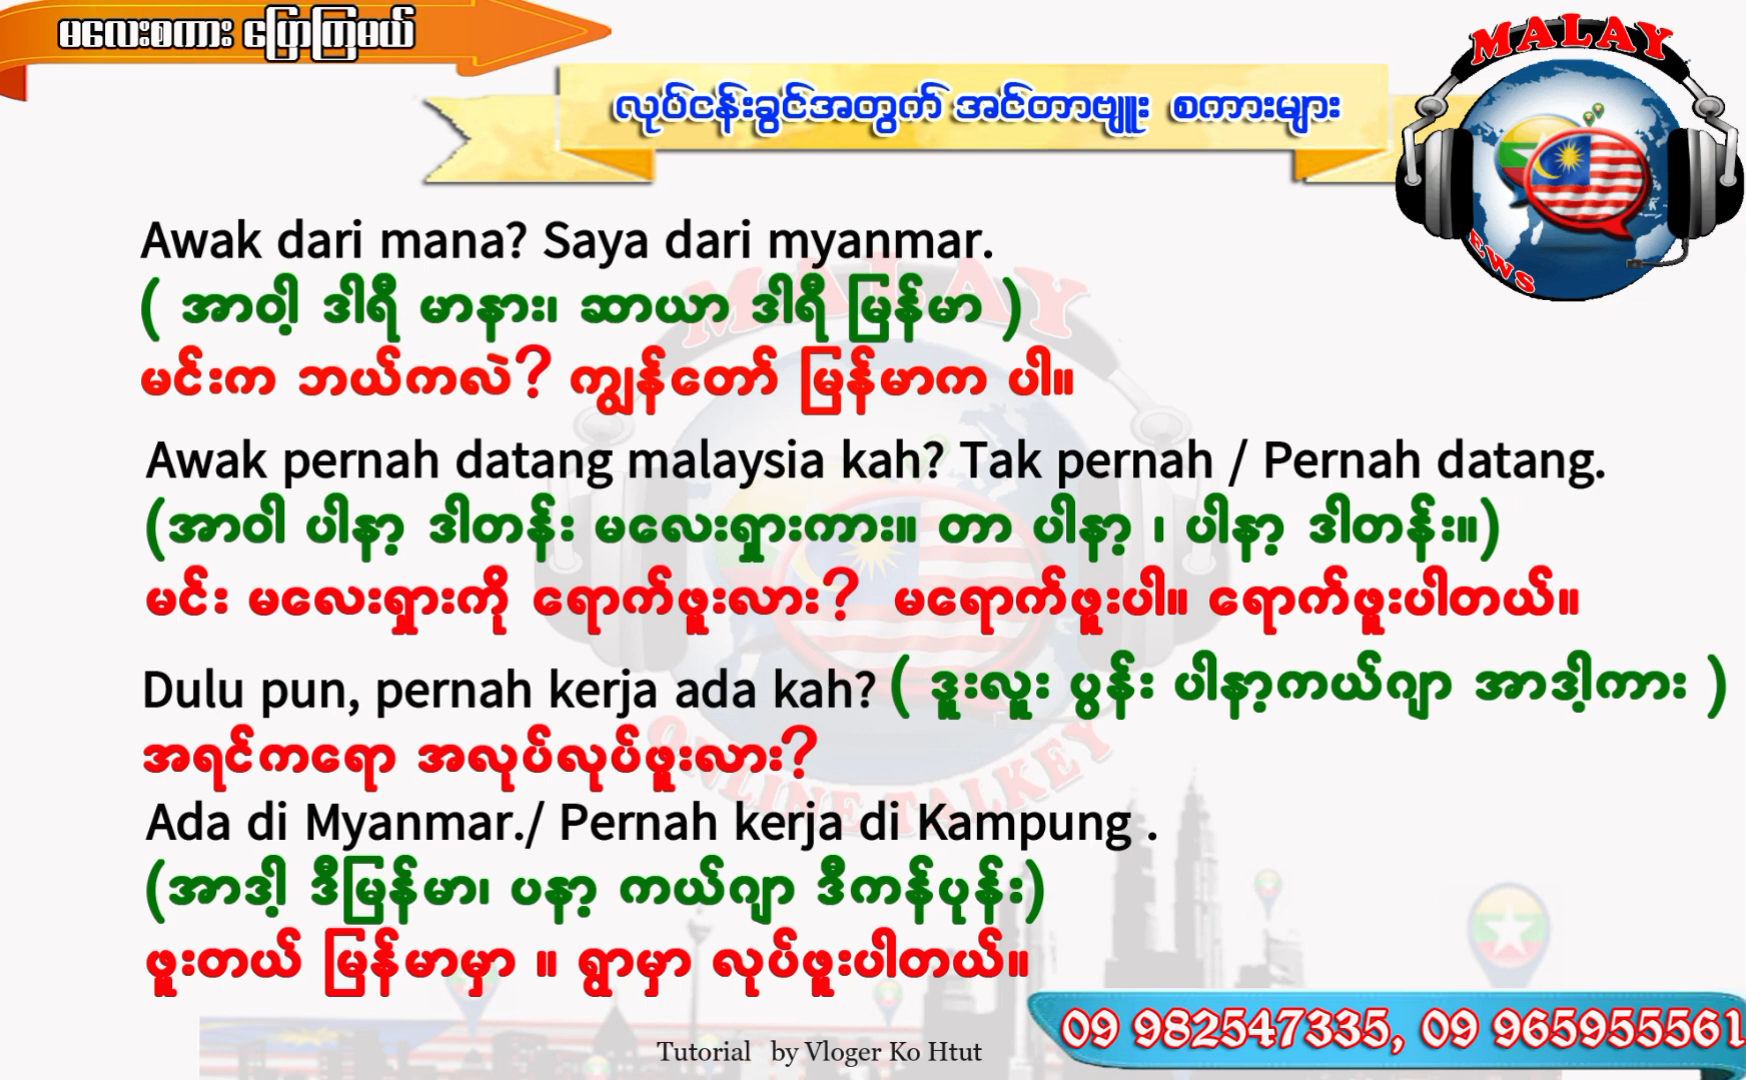 မလေးစကား ပြောကြမယ်
လုပ်ငန်းခွင်အတွက် အင်တာဗျူး စကားများ
MALAY
EWS
Awak dari mana? Saya dari myanmar.
( အာဝါ့ ဒါရီ မာနား၊ ဆာယာ ဒါရီ မြန်မာ )
မင်းက ဘယ်ကလဲ? ကျွန်တော် မြန်မာက ပါ။
Awak pernah datang malaysia kah? Tak pernah / Pernah datang.
(အာဝါ ပါနာ့ ဒါတန်း မလေးရှားကား။ တာ ပါနာ့ ၊ ပါနာ့ ဒါတန်း။)
မင်း မလေးရှားကို ရောက်ဖူးလား? မရောက်ဖူးပါ။ ရောက်ဖူးပါတယ်။
Dulu pun, pernah kerja ada kah? ( ဒူးလူး ပွန်း ပါနာ့ကယ်ဂျာ အာဒါ့ကား )
အရင်ကရော အလုပ်လုပ်ဖူးလား?
Ada di Myanmar./ Pernah kerja di Kampung .
(အာဒါ့ ဒီမြန်မာ၊ ပနာ့ ကယ်ဂျာ ဒီကန်ပုန်း)
ဖူးတယ် မြန်မာမှာ ။ ရွာမှာ လုပ်ဖူးပါတယ်။
MALAY
ONLINE TALKEY
Tutorial by Vloger Ko Htut
09 982547335, 09 965955561